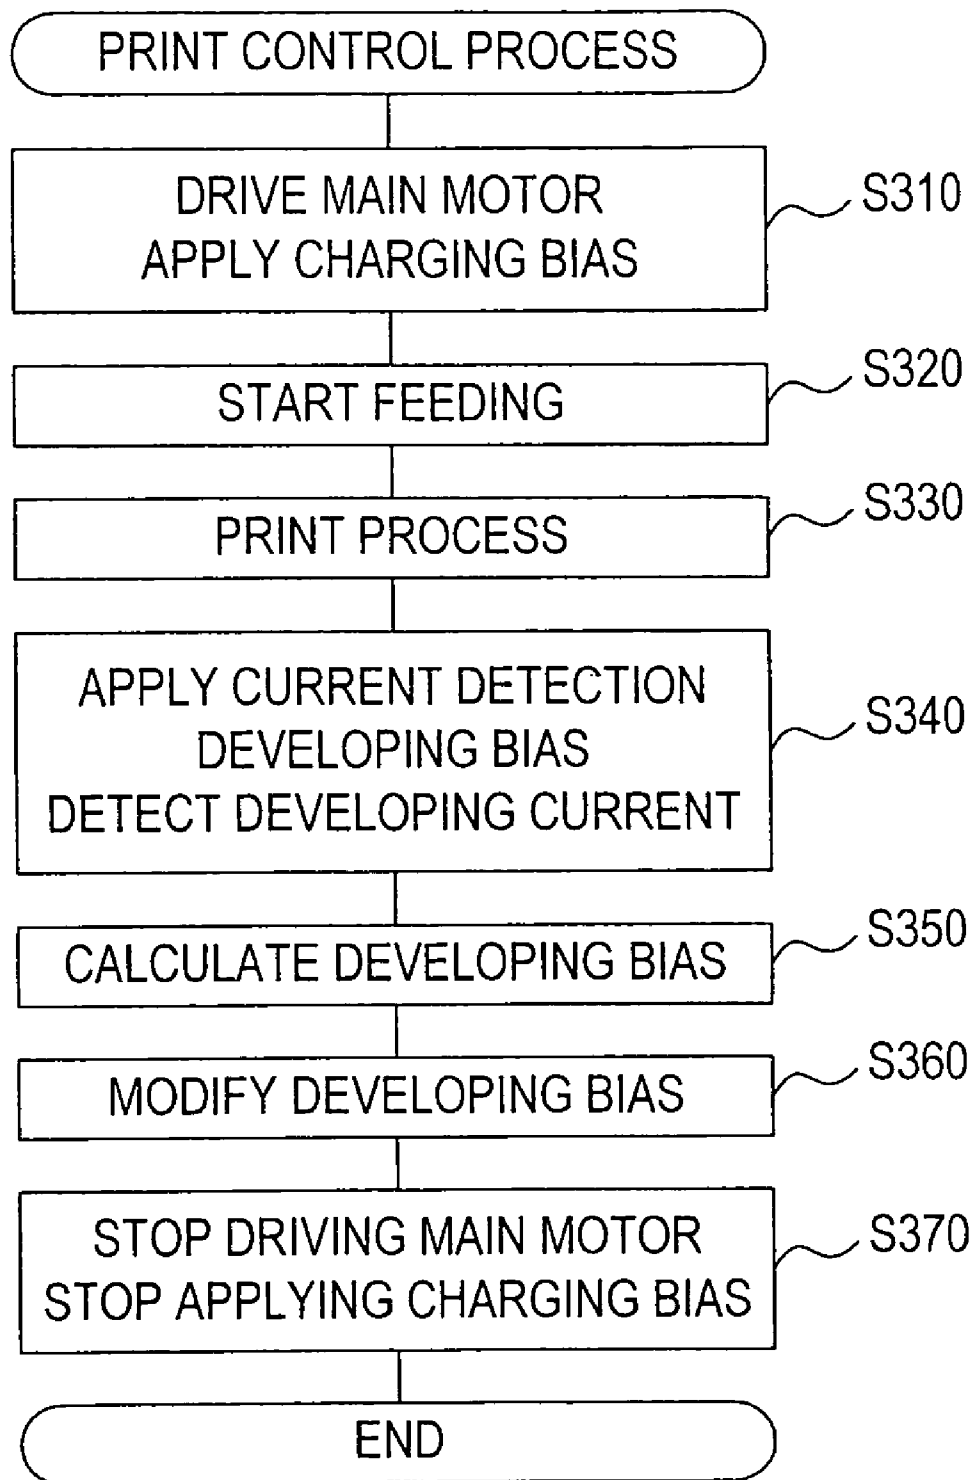 PRINT CONTROL PROCESS
DRIVE MAIN MOTOR
APPLY CHARGING BIAS
S310
START FEEDING
S320
PRINT PROCESS
S330
APPLY CURRENT DETECTION
DEVELOPING BIAS
DETECT DEVELOPING CURRENT
S340
CALCULATE DEVELOPING BIAS
S350
MODIFY DEVELOPING BIAS
S360
STOP DRIVING MAIN MOTOR
STOP APPLYING CHARGING BIAS
S370
END